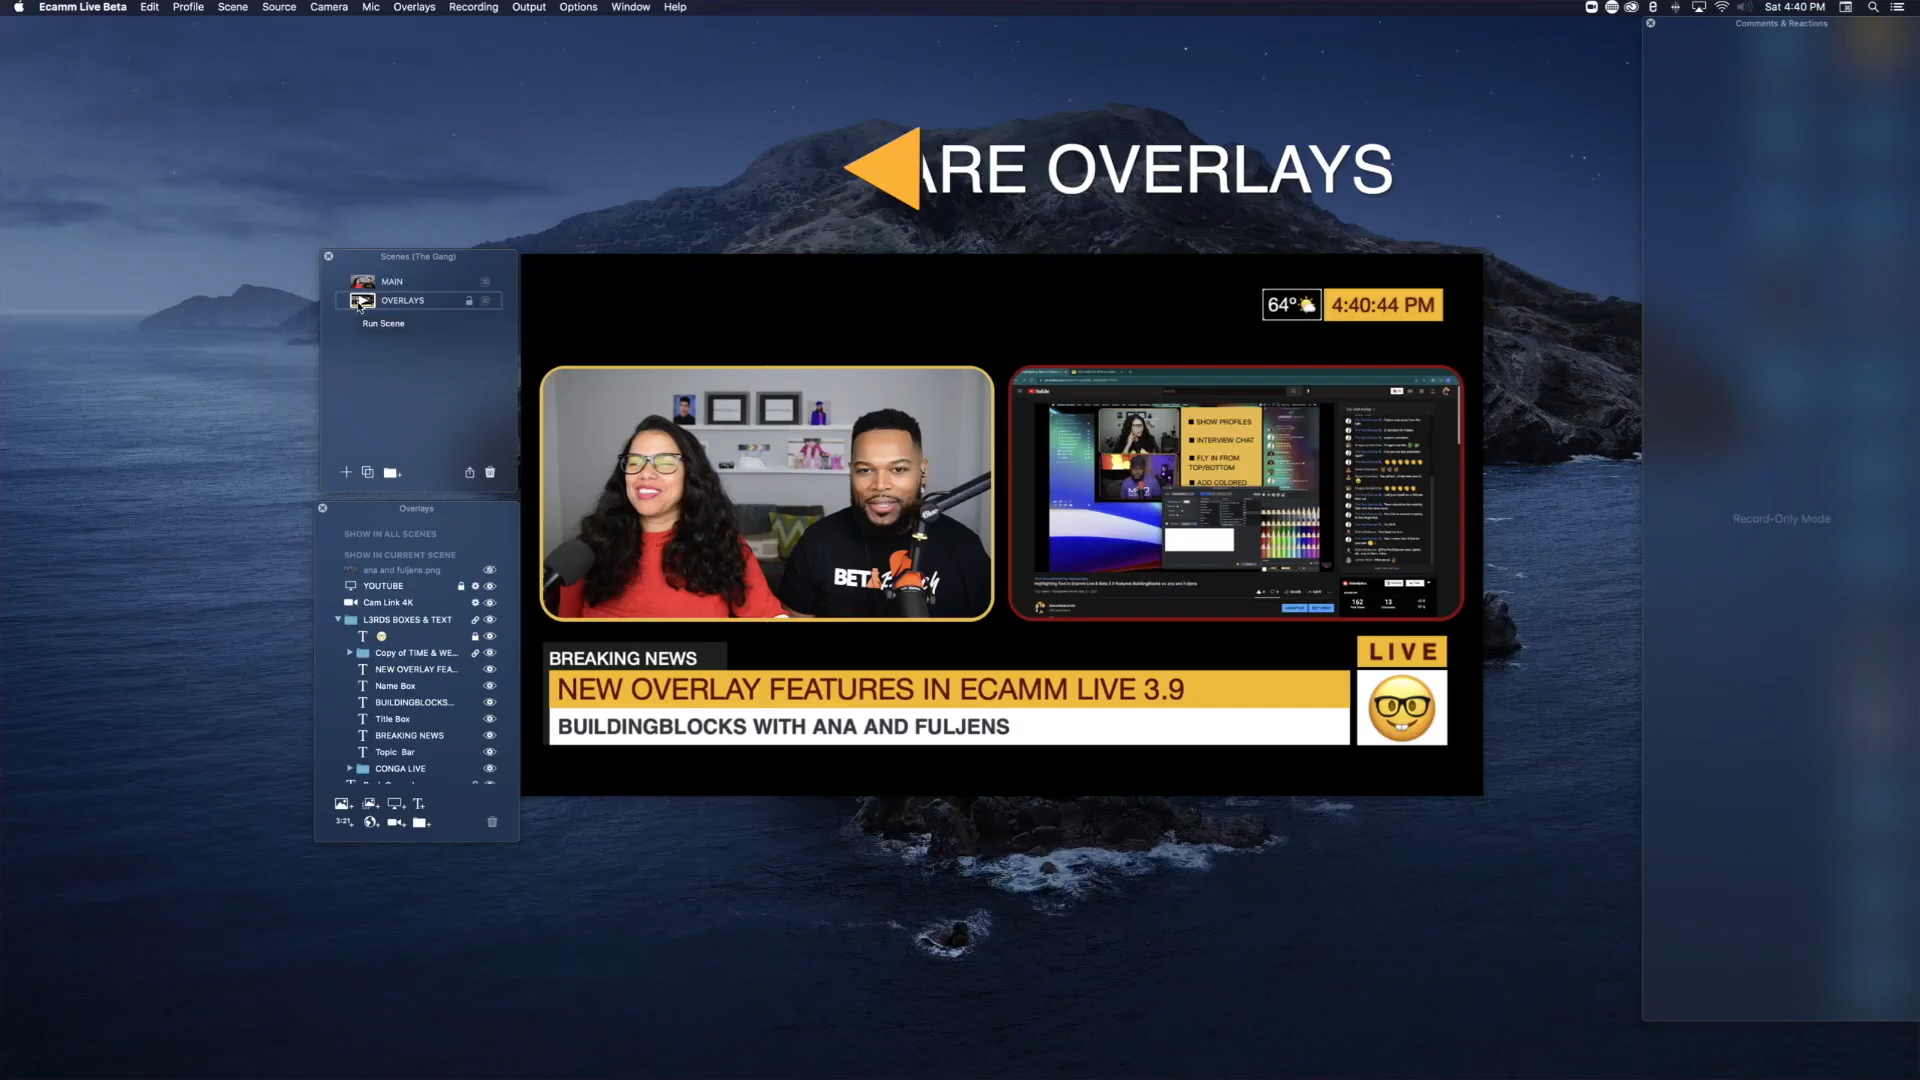 Ecamm Live Beta Edit Profile Scene Source Camera Mic Overlays Recording Output Options Window Help
Sat 4:40 PM
Comments & Reactions
ARE OVERLAYS
Scenes (The Gang)
MAIN
OVERLAYS
Run Scene
64° 4:40:44 PM
SHOW PROFILES
INTERVIEW CHAT
FLY IN FROM
TOP/BOTTOM
ADD COLORED
BETA
Record-Only Mode
Overlays
SHOW IN ALL SCENES
SHOW IN CURRENT SCENE
ana and fuljens.png
YOUTUBE
Cam Link 4K
L3RDS BOXES & TEXT
Copy of TIME & WE...
NEW OVERLAY FEA...
Name Box
BUILDINGBLOCKS...
Title Box
BREAKING NEWS
Topic Bar
CONGA LIVE
3:21
BREAKING NEWS
NEW OVERLAY FEATURES IN ECAMM LIVE 3.9
BUILDINGBLOCKS WITH ANA AND FULJENS
LIVE